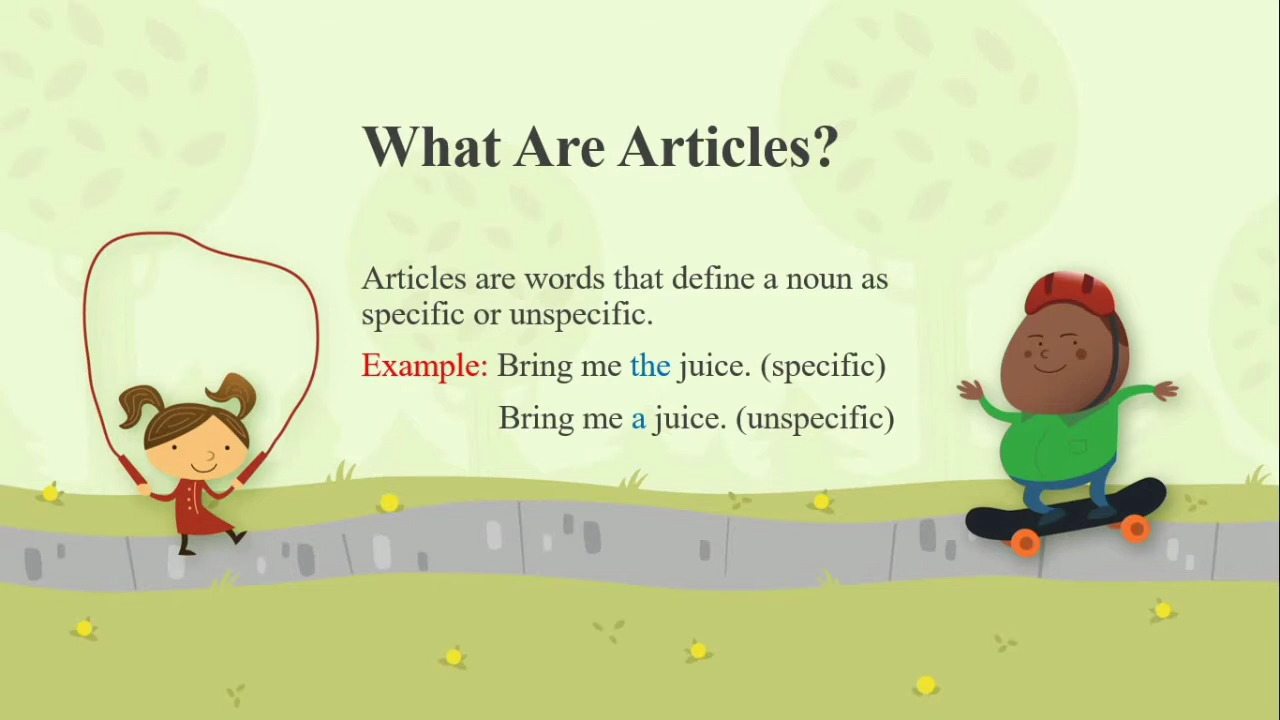 What Are Articles?
Articles are words that define a noun as
specific or unspecific.
Example: Bring me the juice. (specific)
Bring me a juice. (unspecific)